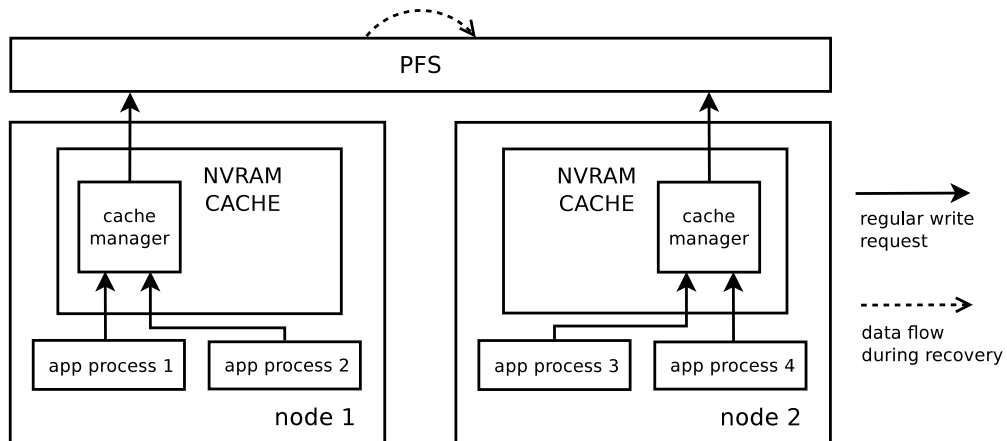 PFS
NVRAM
CACHE
cache
manager
app process 1
app process 2
node 1
NVRAM
CACHE
cache
manager
app process 3
app process 4
node 2
regular write
request
data flow
during recovery